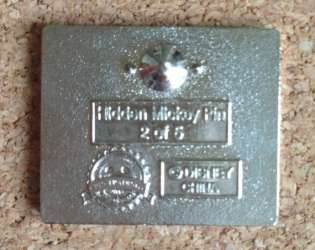 Hidden Mickey Pin
2 of 5
©DISNEY
CHINA